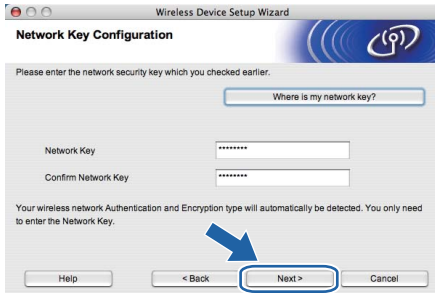 Wireless Device Setup Wizard
Network Key Configuration
Please enter the network security key which you checked earlier.
Where is my network key?
Network Key ********
Confirm Network Key ********
Your wireless network Authentication and Encryption type will automatically be detected. You only need
to enter the Network Key.
Help < Back Next > Cancel